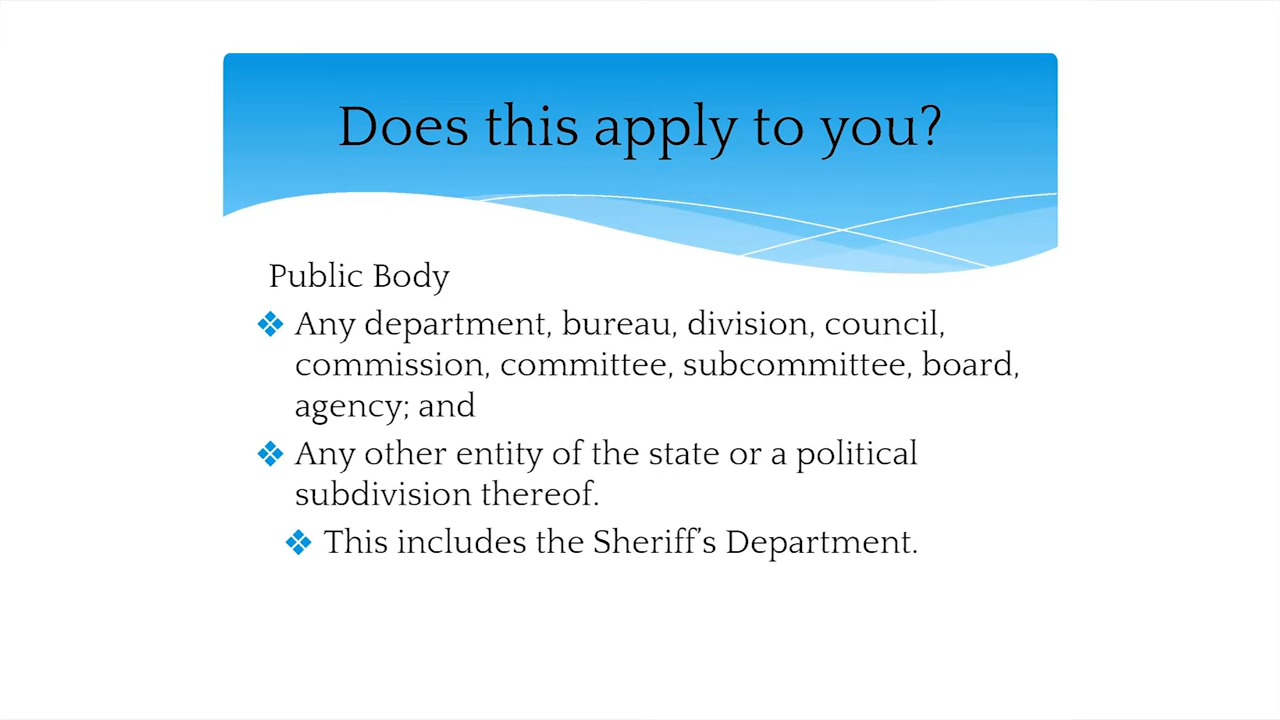 Does this apply to you?
Public Body
Any department, bureau, division, council,
commission, committee, subcommittee, board,
agency; and
Any other entity of the state or a political
subdivision thereof.
This includes the Sheriff's Department.